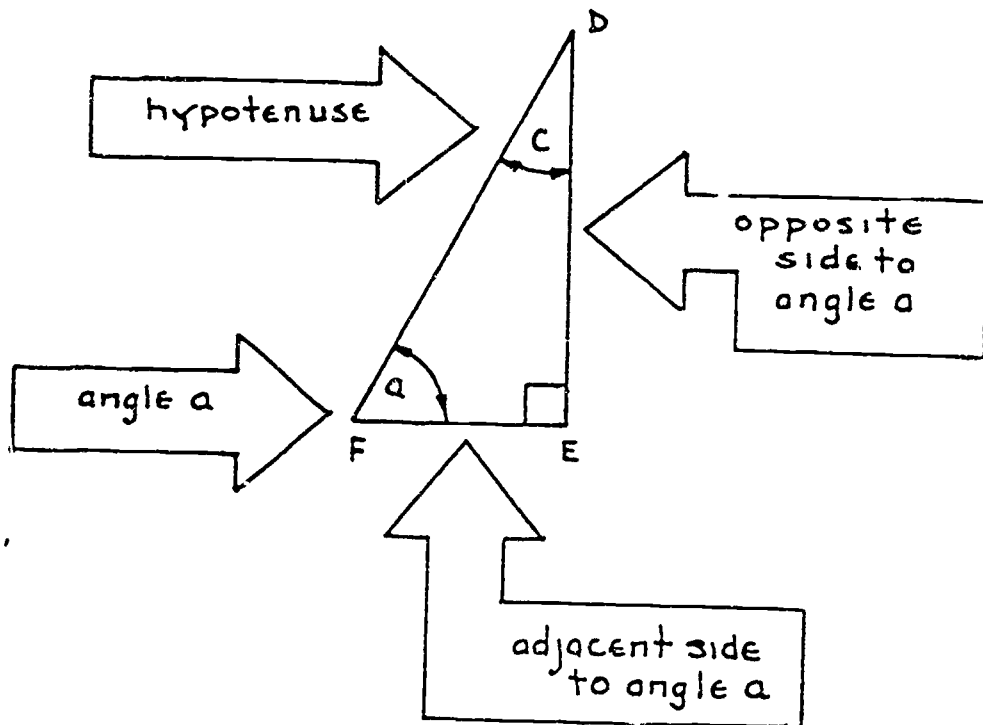 D
hypotenuse
C
opposite
side to
angle a
angle a
a
F
E
adjacent side
to angle a